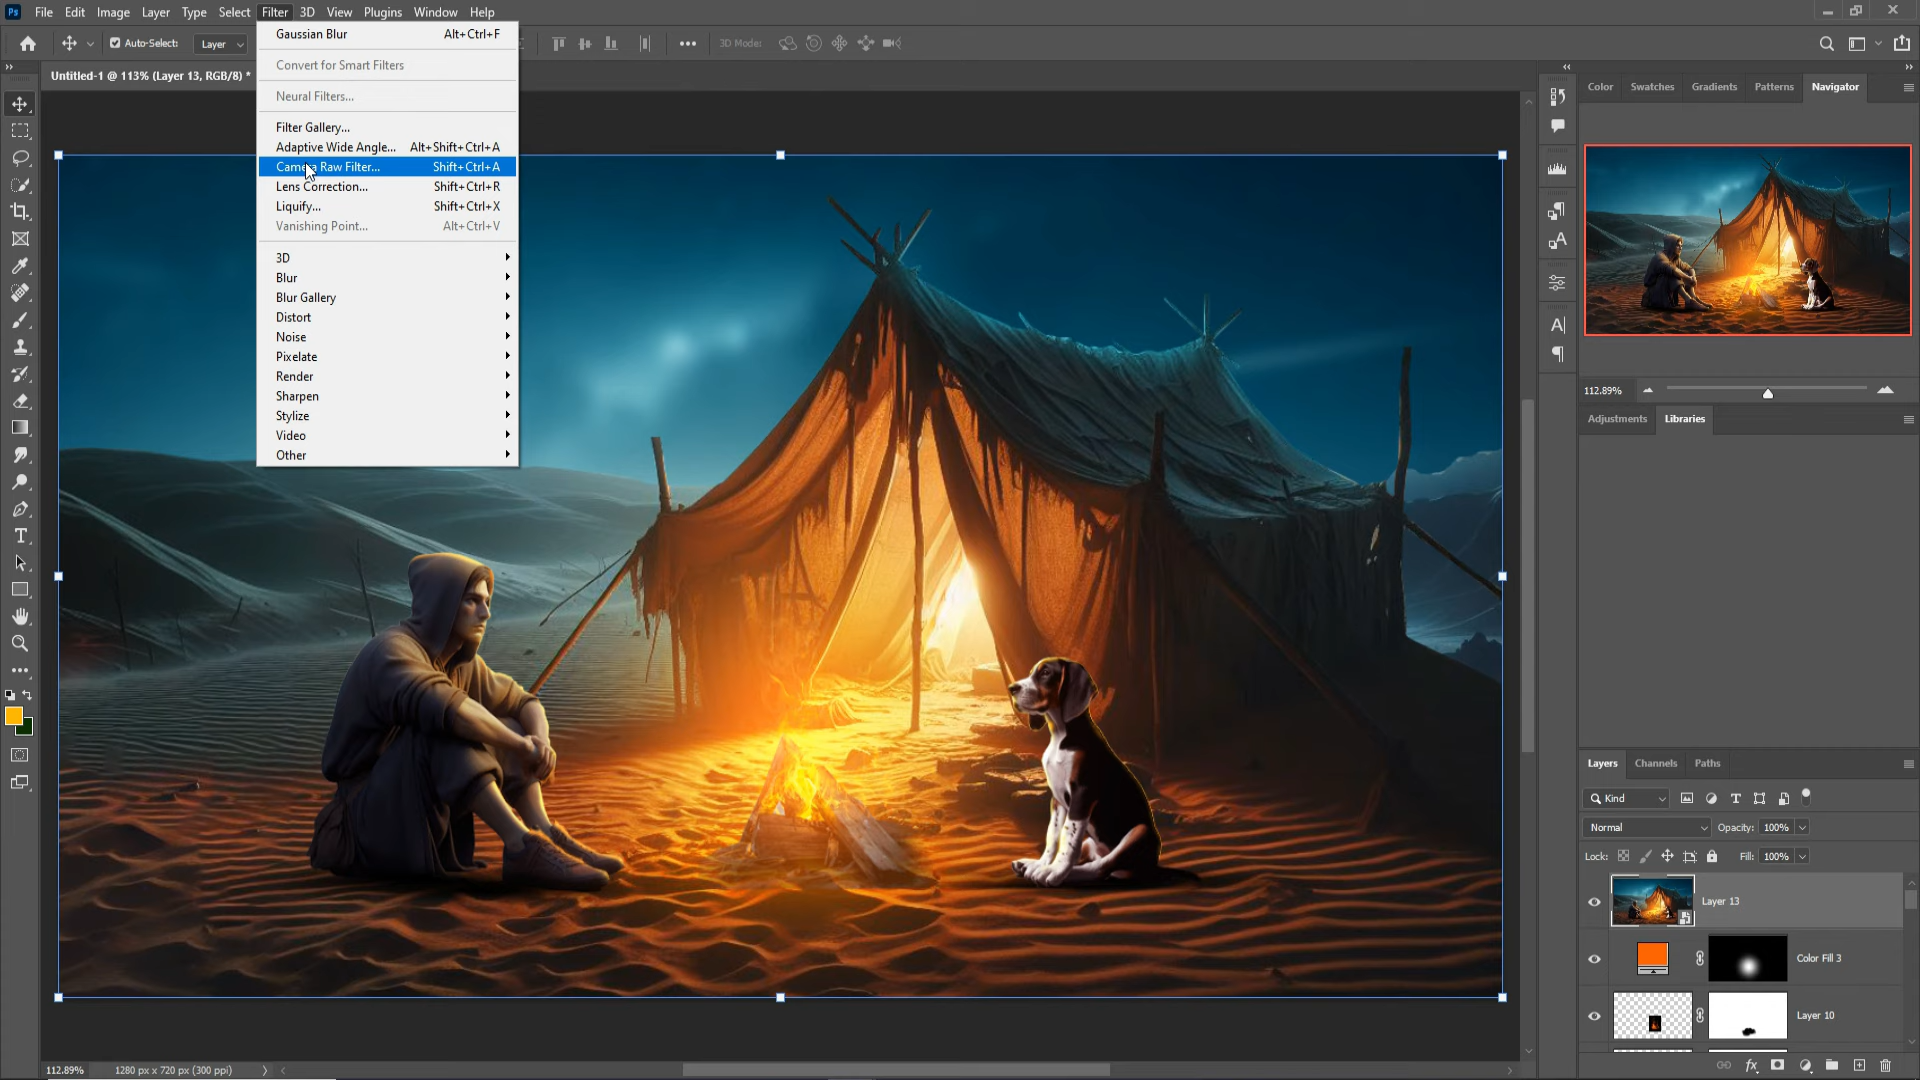 Ps File Edit Image Layer Type Select Filter 3D View Plugins Window Help
Auto-Select: Layer
3D Mode:
Untitled-1 @ 113% (Layer 13, RGB/8) *
Gaussian Blur Alt+Ctrl+F
Convert for Smart Filters
Neural Filters...
Filter Gallery...
Adaptive Wide Angle... Alt+Shift+Ctrl+A
Camera Raw Filter... Shift+Ctrl+A
Lens Correction... Shift+Ctrl+R
Liquify... Shift+Ctrl+X
Vanishing Point... Alt+Ctrl+V
3D
Blur
Blur Gallery
Distort
Noise
Pixelate
Render
Sharpen
Stylize
Video
Other
Color Swatches Gradients Patterns Navigator
112.89%
Adjustments Libraries
Layers Channels Paths
Kind
Normal Opacity: 100%
Lock: Fill: 100%
Layer 13
Color Fill 3
Layer 10
112.89% 1280 px x 720 px (300 ppi)